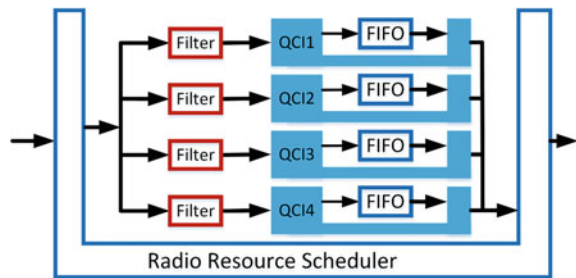 Filter QCI1 FIFO
Filter QCI2 FIFO
Filter QCI3 FIFO
Filter QCI4 FIFO
Radio Resource Scheduler